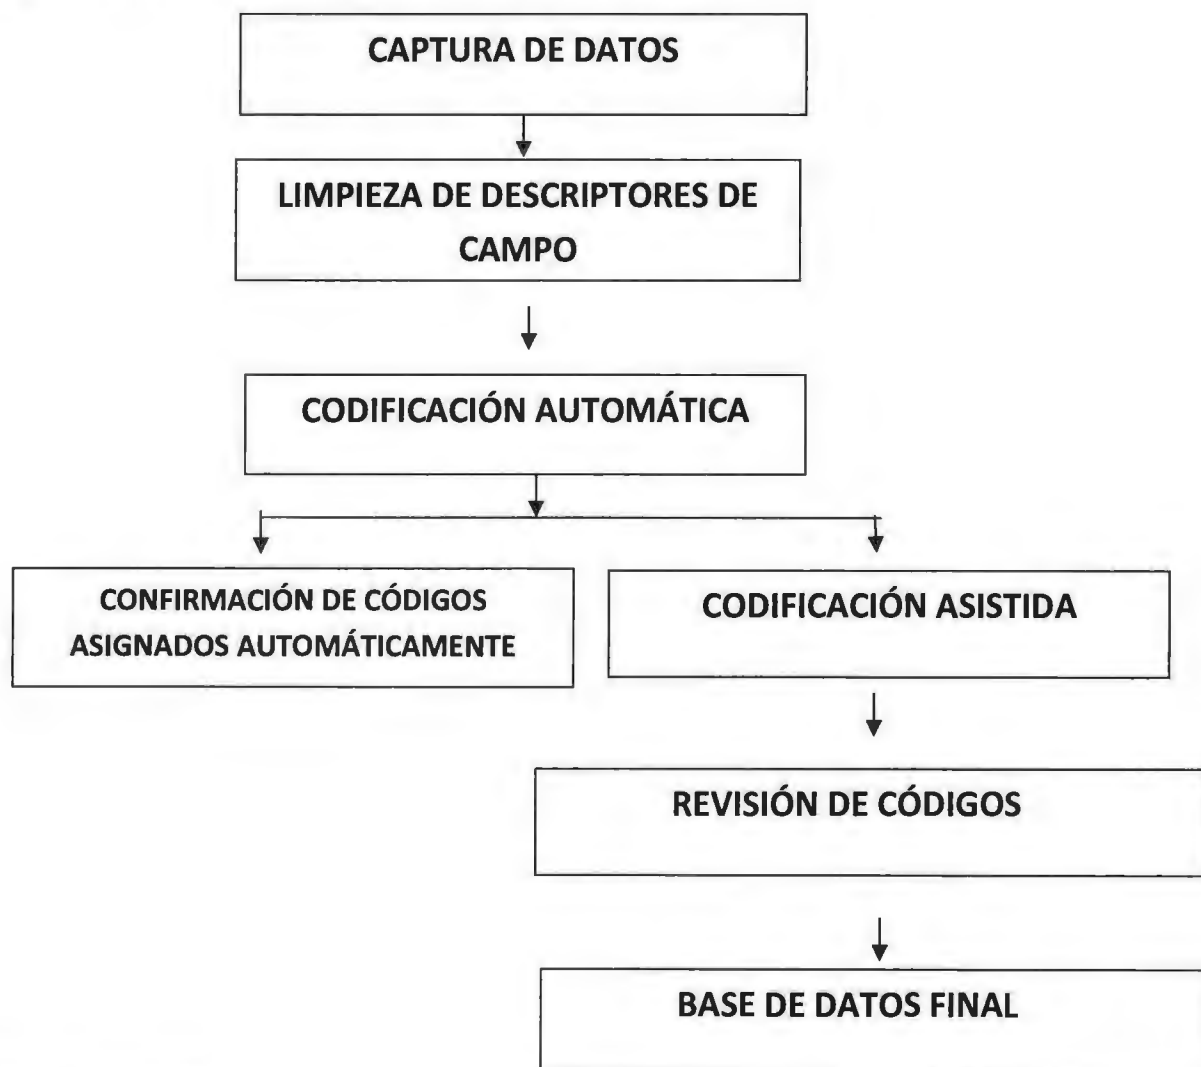 CAPTURA DE DATOS
LIMPIEZA DE DESCRIPTORES DE
CAMPO
CODIFICACIÓN AUTOMÁTICA
CONFIRMACIÓN DE CÓDIGOS
ASIGNADOS AUTOMÁTICAMENTE
CODIFICACIÓN ASISTIDA
REVISIÓN DE CÓDIGOS
BASE DE DATOS FINAL